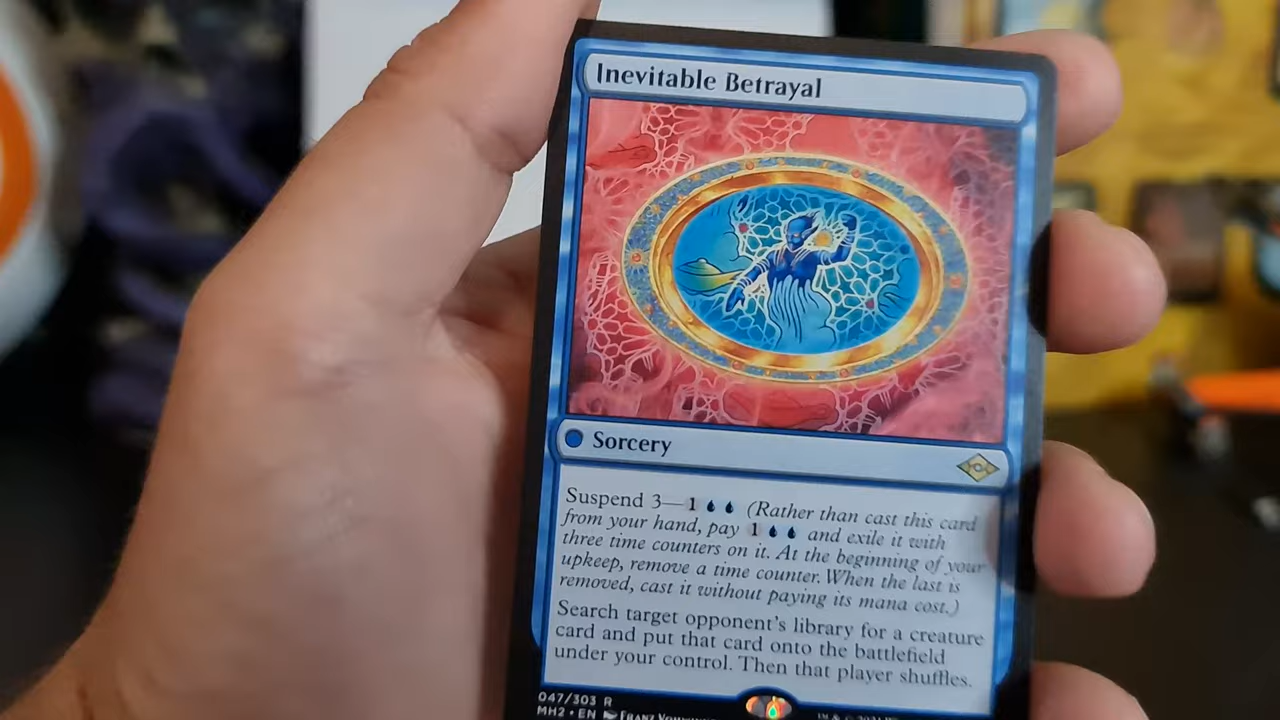 Inevitable Betrayal
Sorcery
Suspend 3—1 (Rather than cast this card
from your hand, pay 1 and exile it with
three time counters on it. At the beginning of your
upkeep, remove a time counter. When the last is
removed, cast it without paying its mana cost.)
Search target opponent's library for a creature
card and put that card onto the battlefield
under your control. Then that player shuffles.
047/303 R
MH2 • EN FRANZ